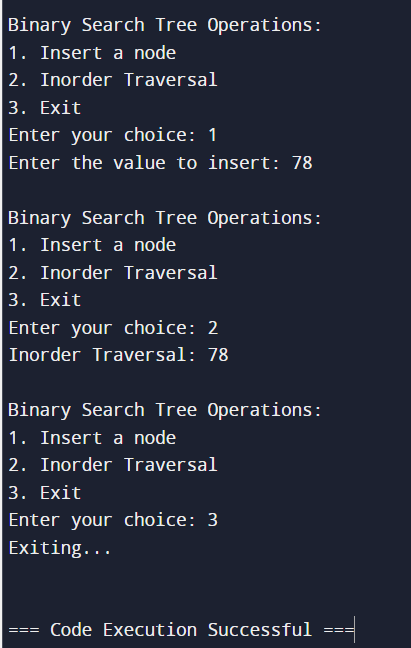 Binary Search Tree Operations:
1. Insert a node
2. Inorder Traversal
3. Exit
Enter your choice: 1
Enter the value to insert: 78
Binary Search Tree Operations:
1. Insert a node
2. Inorder Traversal
3. Exit
Enter your choice: 2
Inorder Traversal: 78
Binary Search Tree Operations:
1. Insert a node
2. Inorder Traversal
3. Exit
Enter your choice: 3
Exiting...
=== Code Execution Successful ===